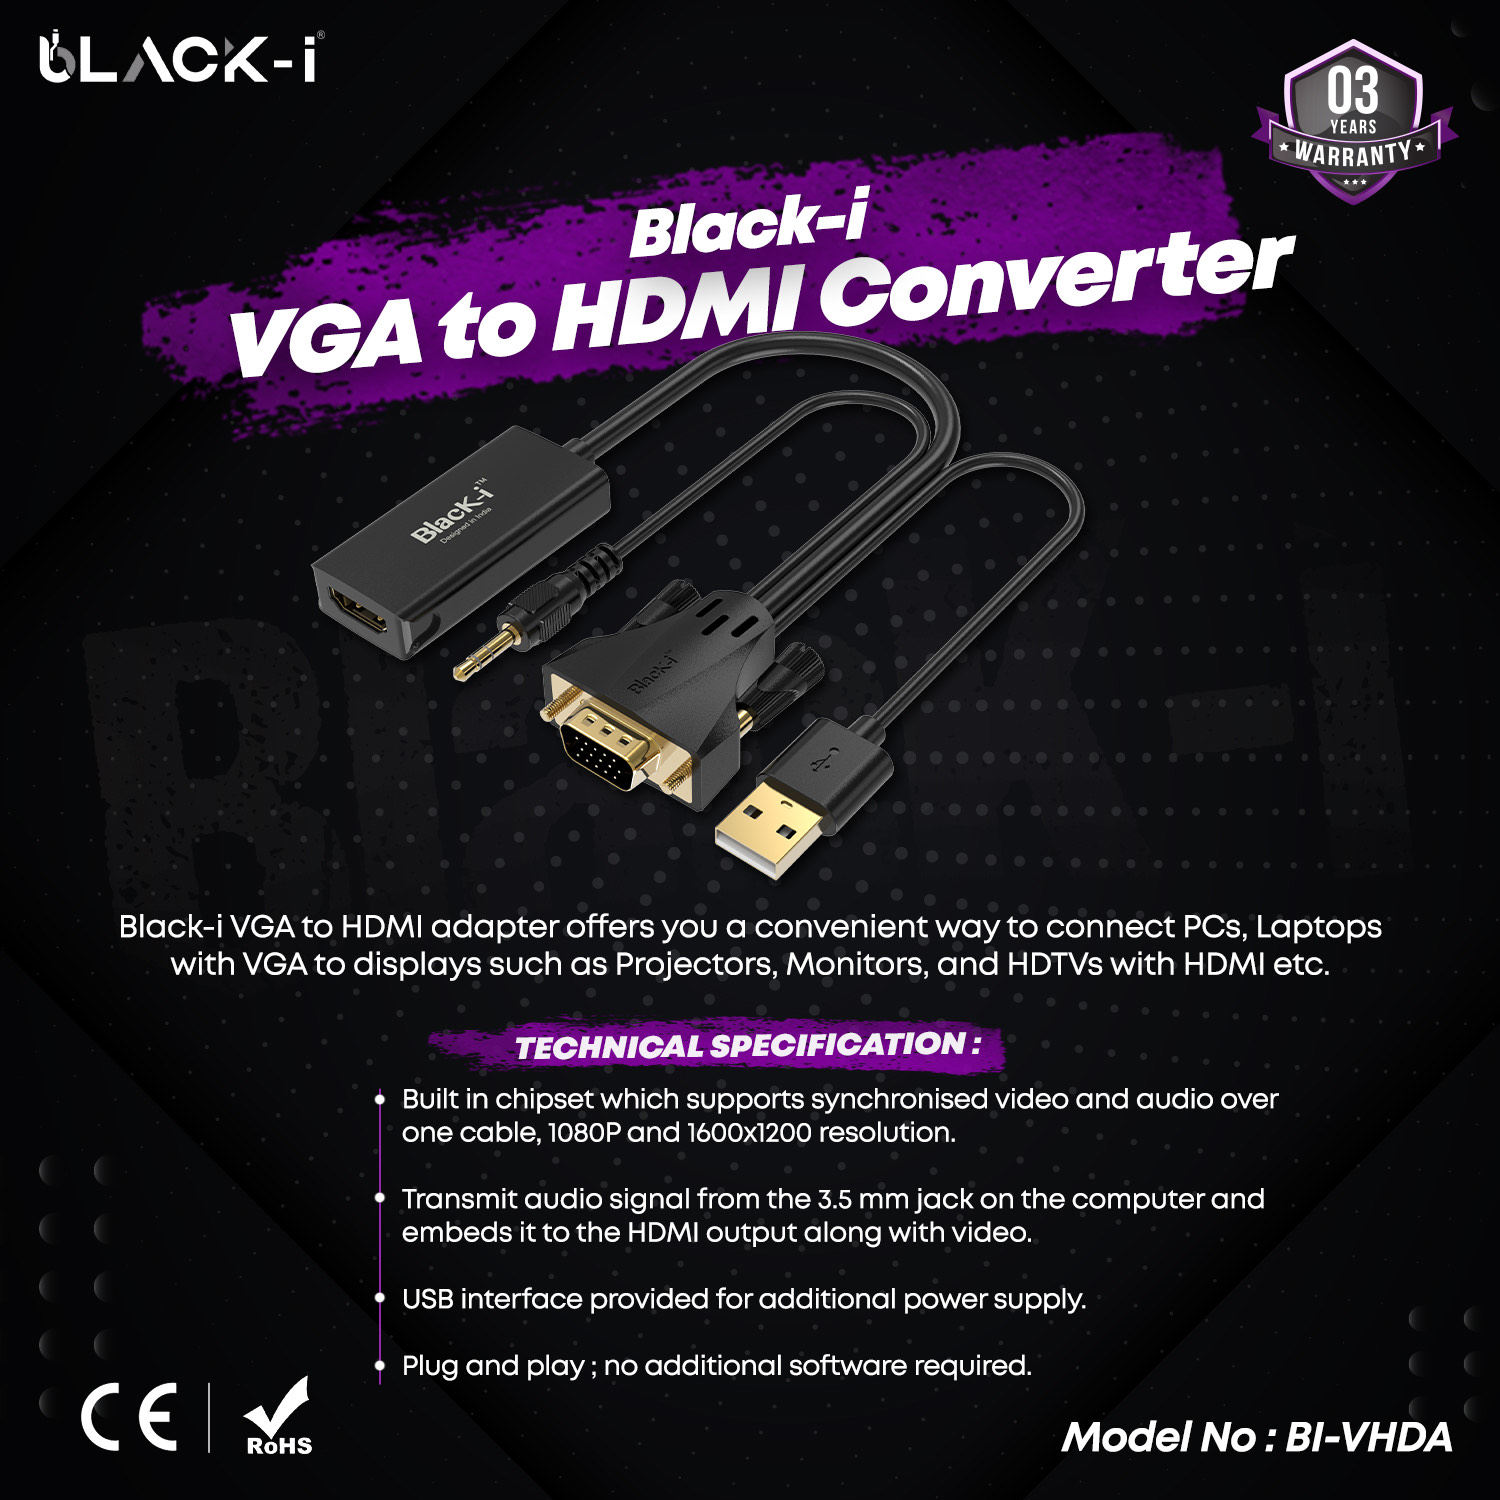 bLACK-i®
03
YEARS
WARRANTY
Black-i
VGA to HDMI Converter
Black-i™
Designed in India
Black-i™
Black-i
Black-i VGA to HDMI adapter offers you a convenient way to connect PCs, Laptops
with VGA to displays such as Projectors, Monitors, and HDTVs with HDMI etc.
TECHNICAL SPECIFICATION :
Built in chipset which supports synchronised video and audio over
one cable, 1080P and 1600x1200 resolution.
Transmit audio signal from the 3.5 mm jack on the computer and
embeds it to the HDMI output along with video.
USB interface provided for additional power supply.
Plug and play ; no additional software required.
CE
RoHS
Model No : BI-VHDA